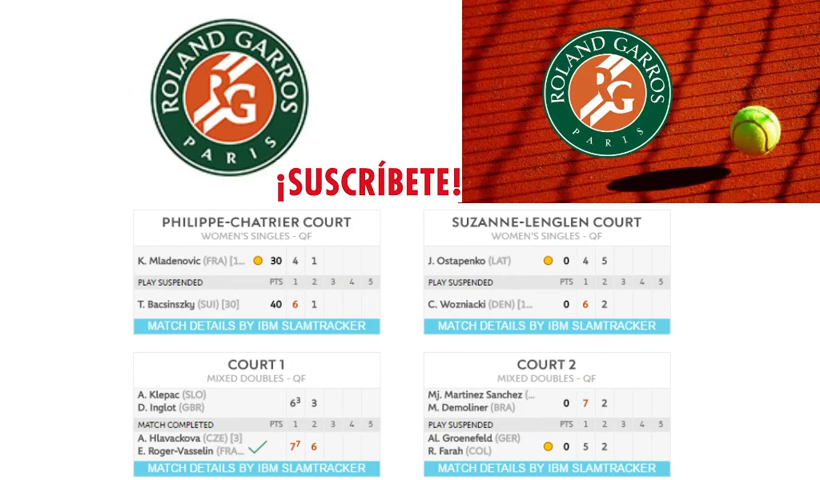 ROLAND GARROS
RG
PARIS
ROLAND GARROS
RG
PARIS
¡SUSCRÍBETE!
PHILIPPE-CHATRIER COURT
WOMEN'S SINGLES - QF
K. Mladenovic (FRA) [1... 30 4 1
PLAY SUSPENDED PTS 1 2 3 4 5
T. Bacsinszky (SUI) [30] 40 6 1
MATCH DETAILS BY IBM SLAMTRACKER
SUZANNE-LENGLEN COURT
WOMEN'S SINGLES - QF
J. Ostapenko (LAT) 0 4 5
PLAY SUSPENDED PTS 1 2 3 4 5
C. Wozniacki (DEN) [1... 0 6 2
MATCH DETAILS BY IBM SLAMTRACKER
COURT 1
MIXED DOUBLES - QF
A. Klepac (SLO)
D. Inglot (GBR) 6³ 3
MATCH COMPLETED PTS 1 2 3 4 5
A. Hlavackova (CZE) [3]
E. Roger-Vasselin (FRA... 7⁷ 6
MATCH DETAILS BY IBM SLAMTRACKER
COURT 2
MIXED DOUBLES - QF
Mj. Martinez Sanchez (...
M. Demoliner (BRA) 0 7 2
PLAY SUSPENDED PTS 1 2 3 4 5
Al. Groenefeld (GER)
R. Farah (COL) 0 5 2
MATCH DETAILS BY IBM SLAMTRACKER